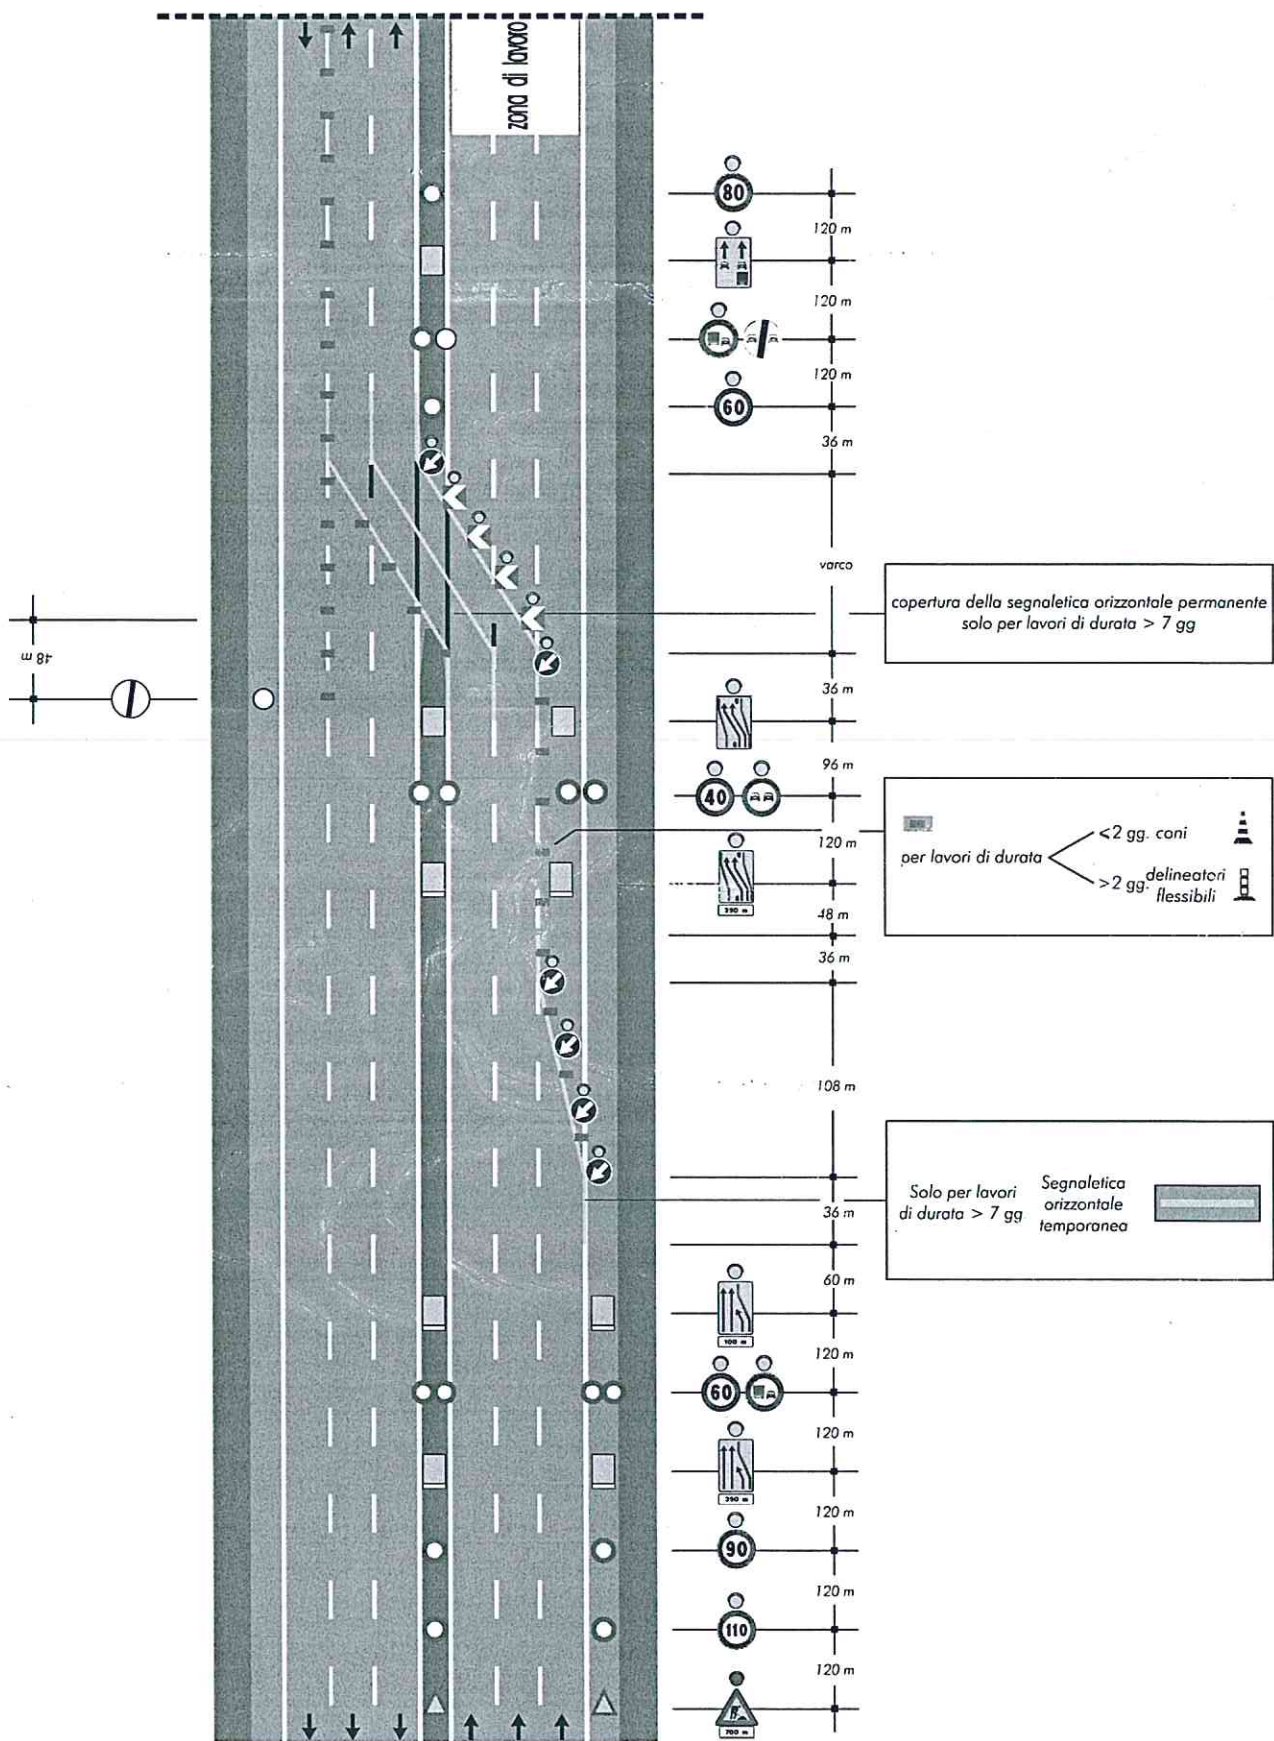 zona di lavoro
80
120 m
120 m
120 m
60
36 m
varco
copertura della segnaletica orizzontale permanente
solo per lavori di durata > 7 gg
48 m
36 m
96 m
40
120 m
per lavori di durata
<2 gg. coni
>2 gg. delineatori
flessibili
48 m
36 m
108 m
Solo per lavori
di durata > 7 gg
Segnaletica
orizzontale
temporanea
36 m
60 m
100 m
120 m
60
120 m
120 m
90
120 m
110
120 m
700 m